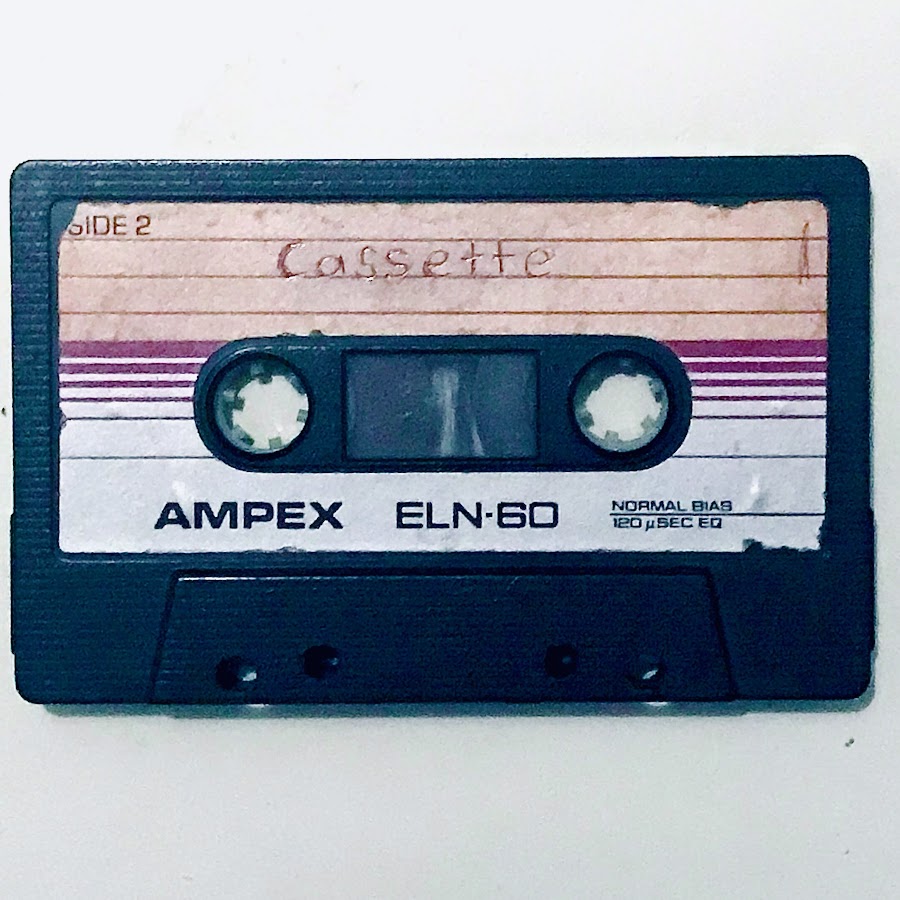 SIDE 2
Cassette
AMPEX ELN-60
NORMAL BIAS
120 µSEC EQ